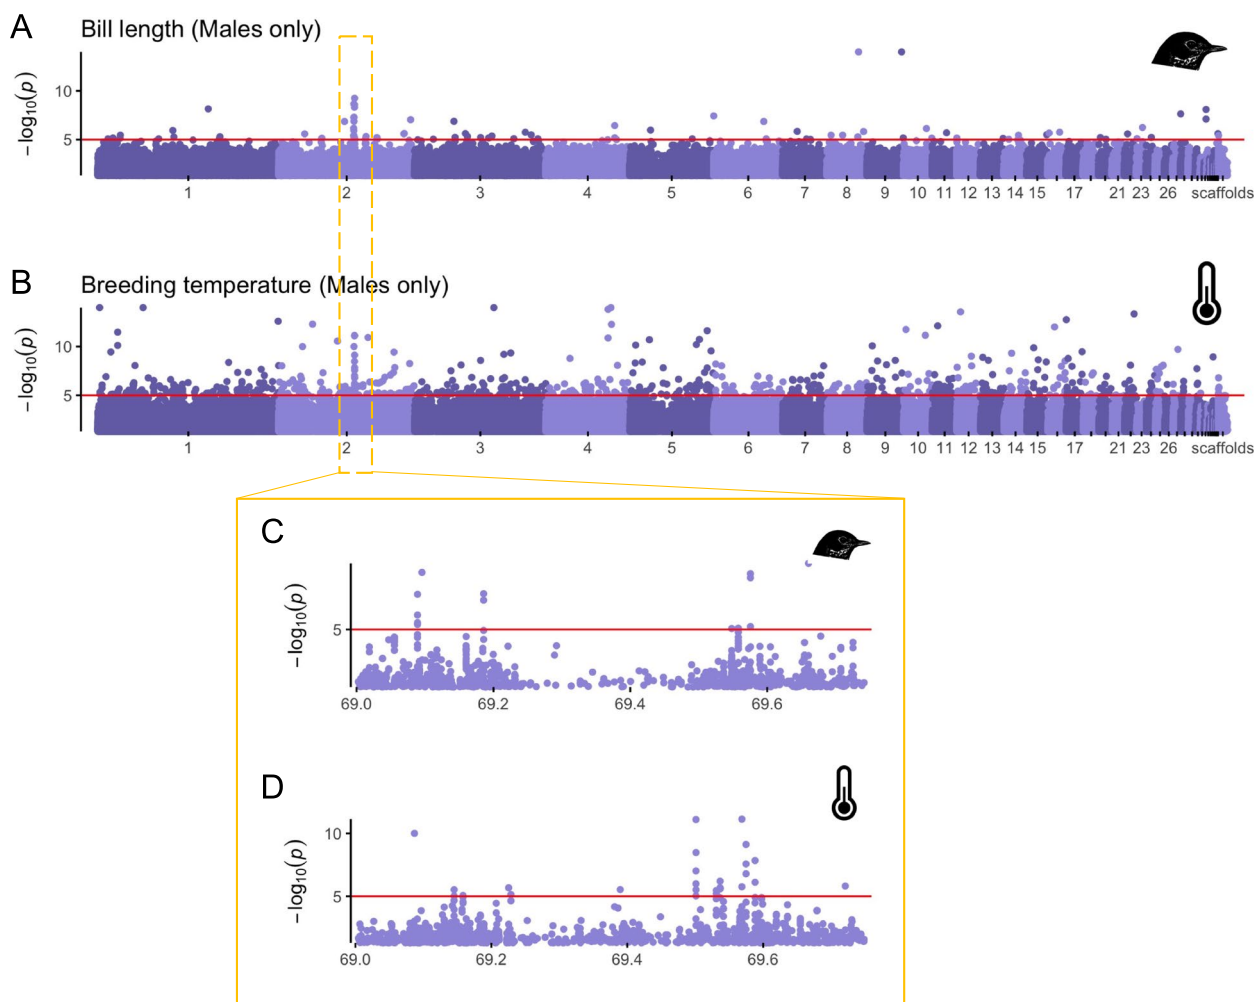 A
Bill length (Males only)
−log₁₀(p)
10
5
1 2 3 4 5 6 7 8 9 10 11 12 13 14 15 17 21 23 26 scaffolds
B
Breeding temperature (Males only)
−log₁₀(p)
10
5
1 2 3 4 5 6 7 8 9 10 11 12 13 14 15 17 21 23 26 scaffolds
C
−log₁₀(p)
5
69.0 69.2 69.4 69.6
D
−log₁₀(p)
10
5
69.0 69.2 69.4 69.6